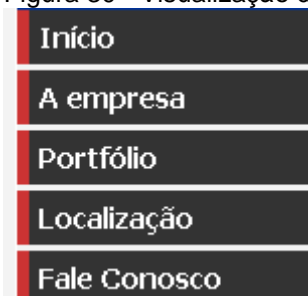 Início
A empresa
Portfólio
Localização
Fale Conosco